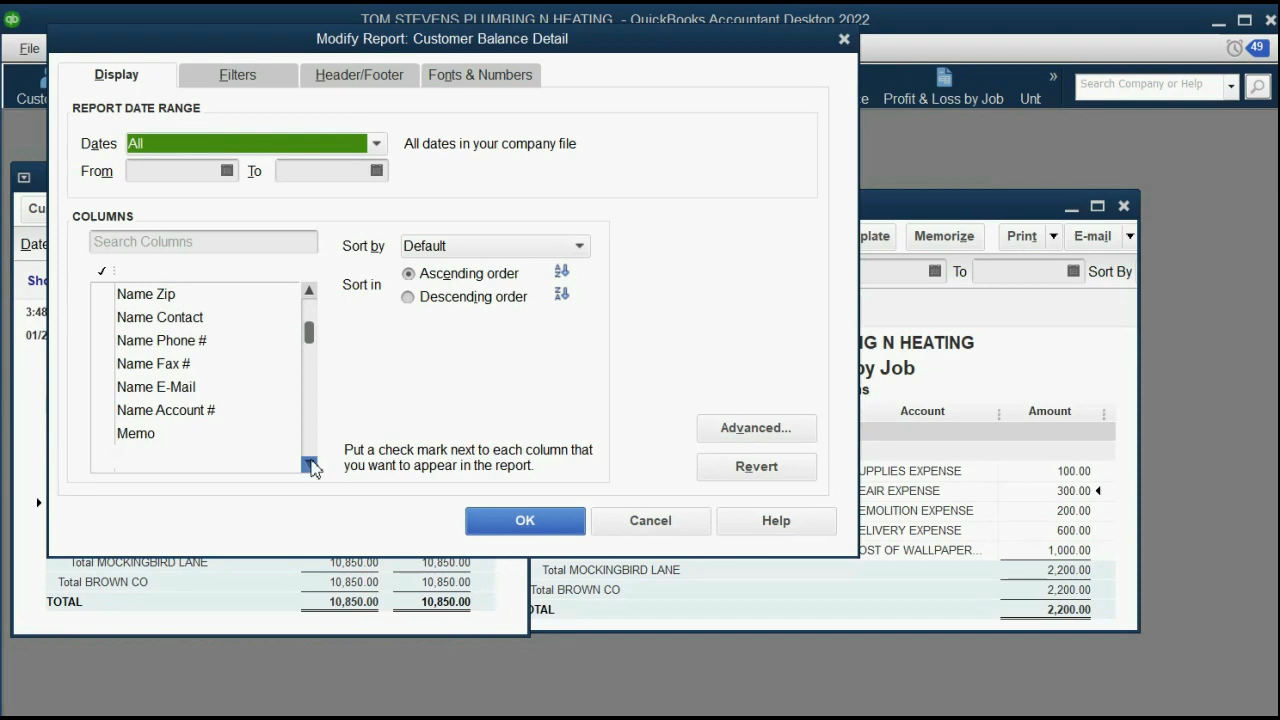 TOM STEVENS PLUMBING N HEATING - QuickBooks Accountant Desktop 2022
Modify Report: Customer Balance Detail
File
49
Display
Filters
Header/Footer
Fonts & Numbers
Search Company or Help
Profit & Loss by Job
REPORT DATE RANGE
Dates
All
All dates in your company file
From
To
COLUMNS
Search Columns
Sort by
Default
Sort in
Ascending order
Descending order
Name Zip
Name Contact
Name Phone #
Name Fax #
Name E-Mail
Name Account #
Memo
Put a check mark next to each column that
you want to appear in the report.
Advanced...
Revert
OK
Cancel
Help
Memorize
Print
E-mail
To
Sort By
G N HEATING
by Job
Account
Amount
UPPLIES EXPENSE 100.00
EAIR EXPENSE 300.00
EMOLITION EXPENSE 200.00
ELIVERY EXPENSE 600.00
OST OF WALLPAPER... 1,000.00
Total MOCKINGBIRD LANE 2,200.00
Total BROWN CO 2,200.00
TAL 2,200.00
Total MOCKINGBIRD LANE 10,850.00 10,850.00
Total BROWN CO 10,850.00 10,850.00
TOTAL 10,850.00 10,850.00